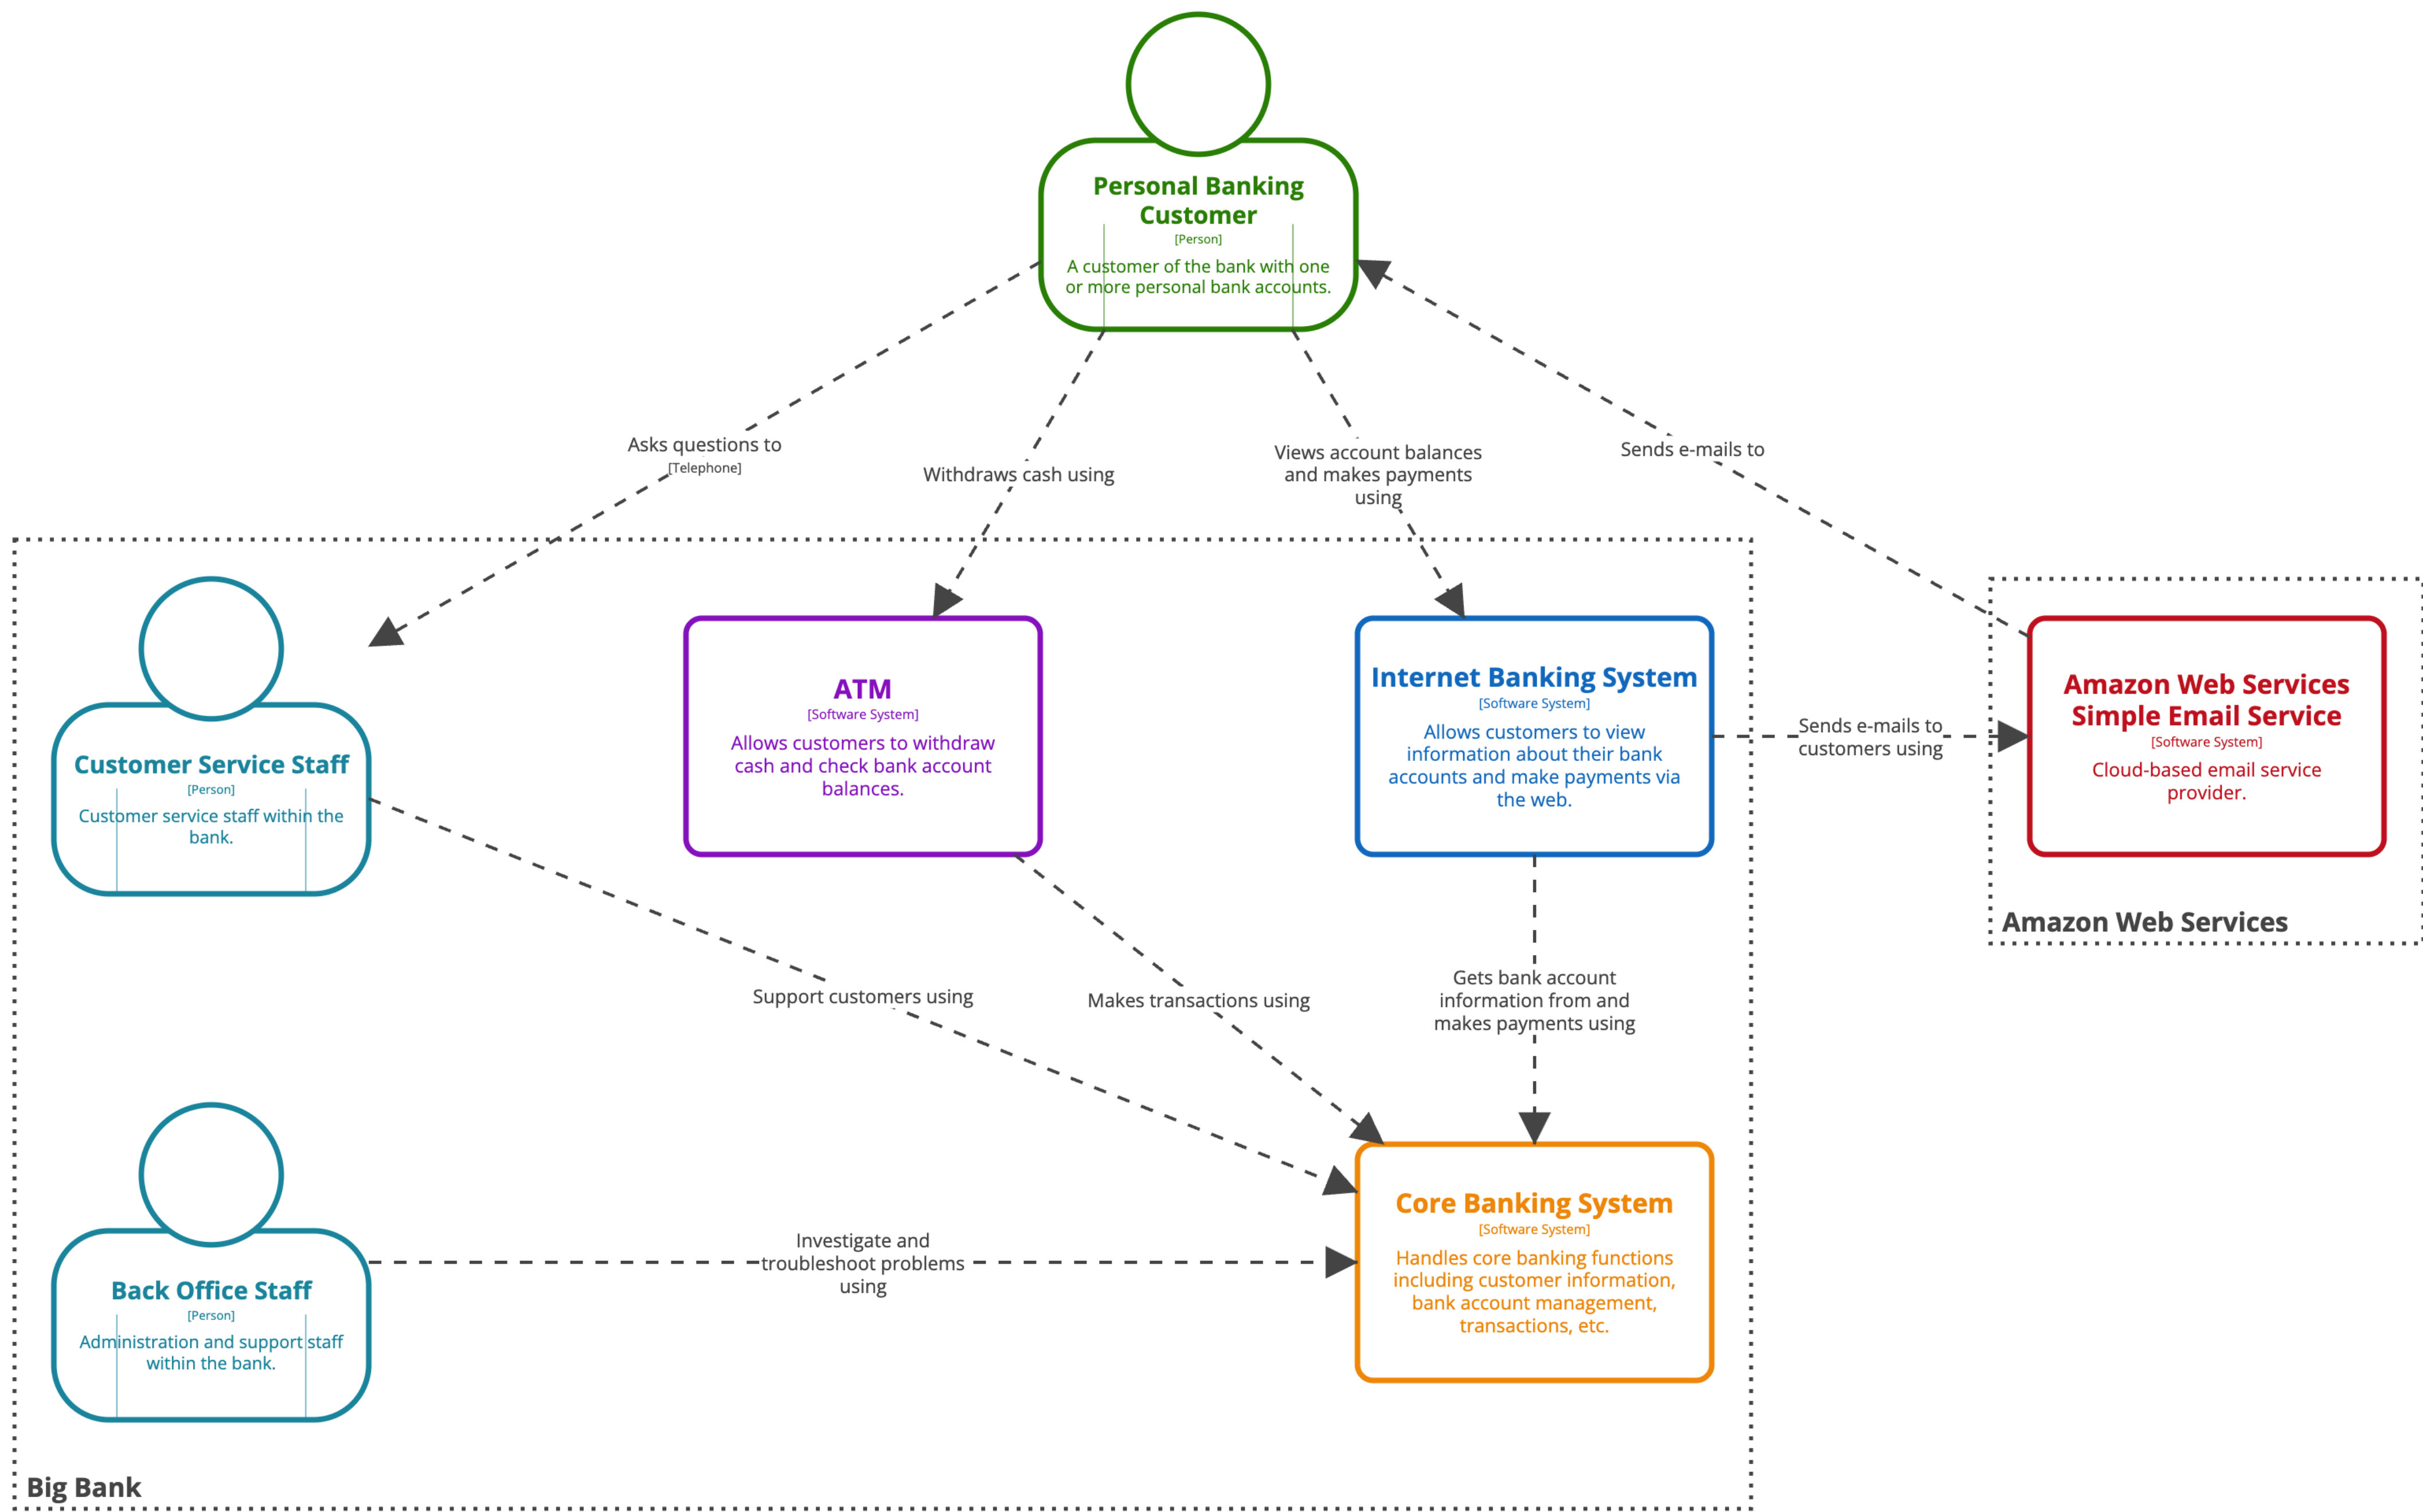 Personal Banking
Customer
[Person]
A customer of the bank with one
or more personal bank accounts.
Asks questions to
[Telephone]
Withdraws cash using
Views account balances
and makes payments
using
Sends e-mails to
Customer Service Staff
[Person]
Customer service staff within the
bank.
ATM
[Software System]
Allows customers to withdraw
cash and check bank account
balances.
Internet Banking System
[Software System]
Allows customers to view
information about their bank
accounts and make payments via
the web.
Sends e-mails to
customers using
Amazon Web Services
Simple Email Service
[Software System]
Cloud-based email service
provider.
Amazon Web Services
Support customers using
Makes transactions using
Gets bank account
information from and
makes payments using
Back Office Staff
[Person]
Administration and support staff
within the bank.
Investigate and
troubleshoot problems
using
Core Banking System
[Software System]
Handles core banking functions
including customer information,
bank account management,
transactions, etc.
Big Bank